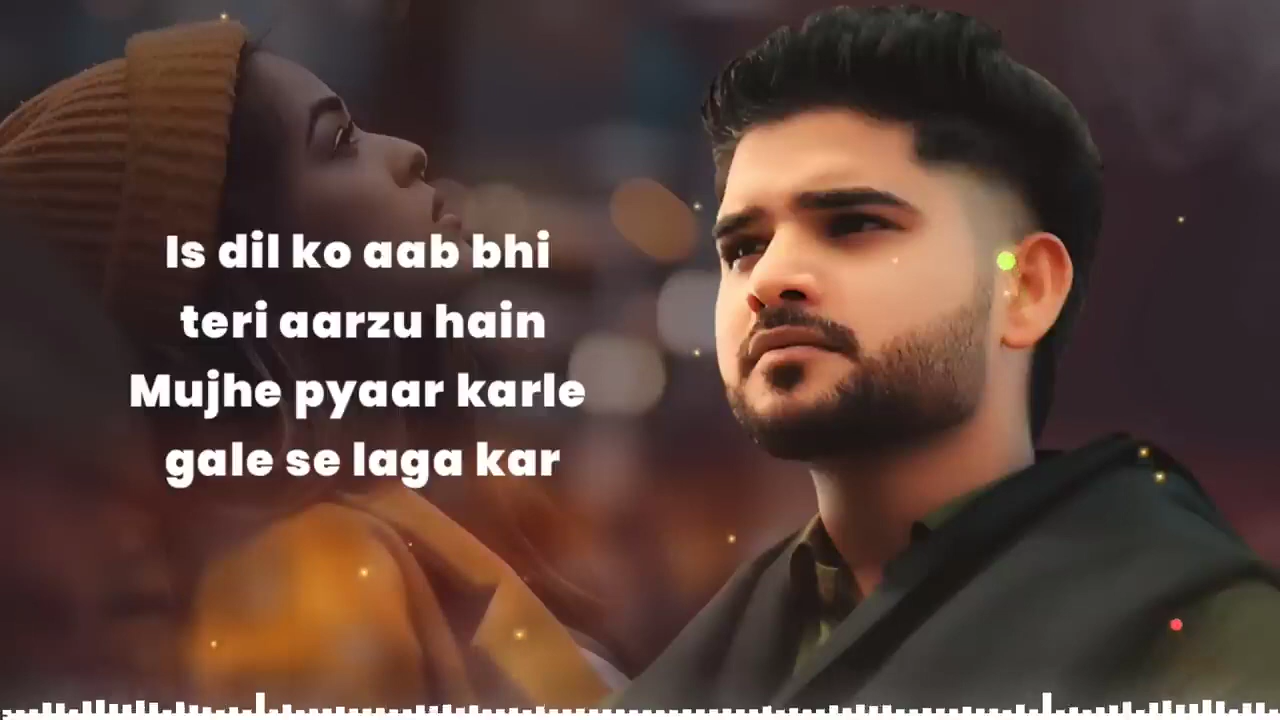 Is dil ko aab bhi
teri aarzu hain
Mujhe pyaar karle
gale se laga kar